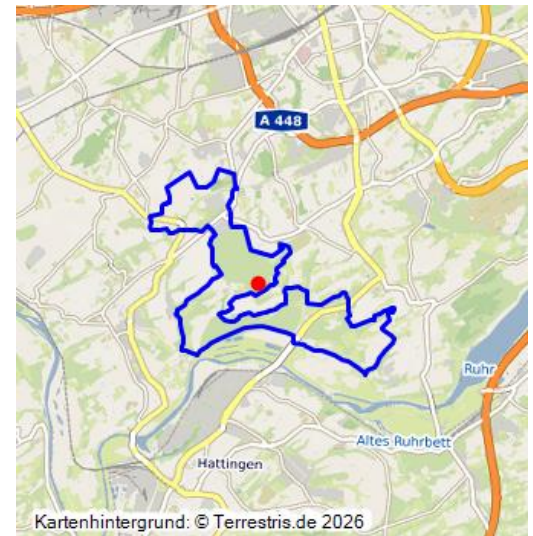 A 448
Ruhr
Altes Ruhrbett
Hattingen
Kartenhintergrund: © Terrestris.de 2026